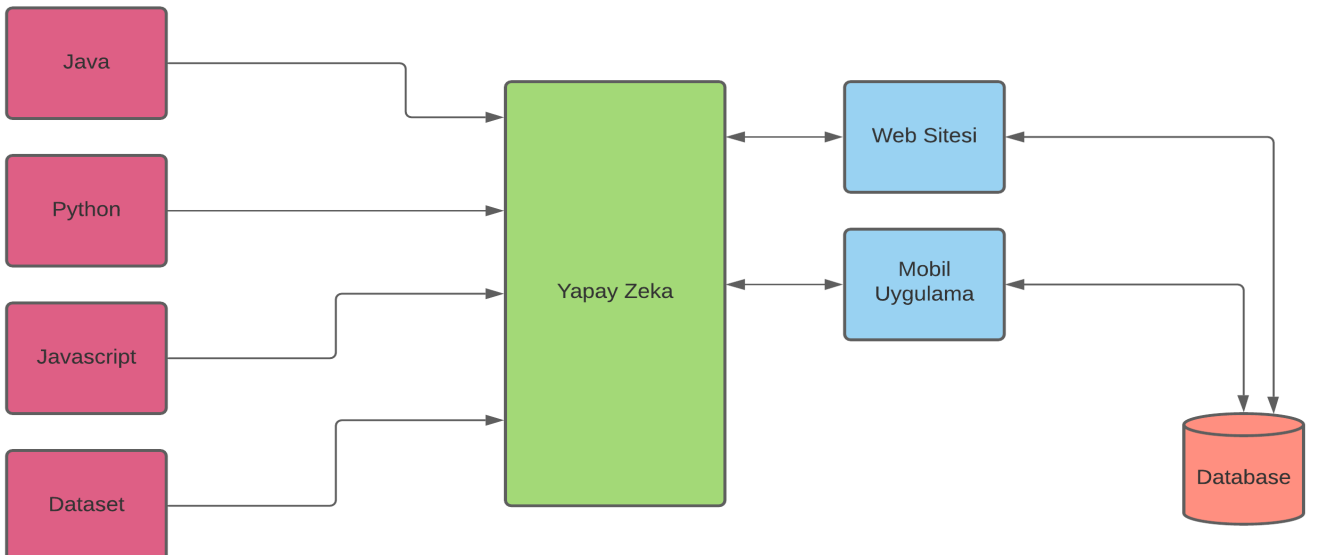 Java
Python
Javascript
Dataset
Yapay Zeka
Web Sitesi
Mobil
Uygulama
Database